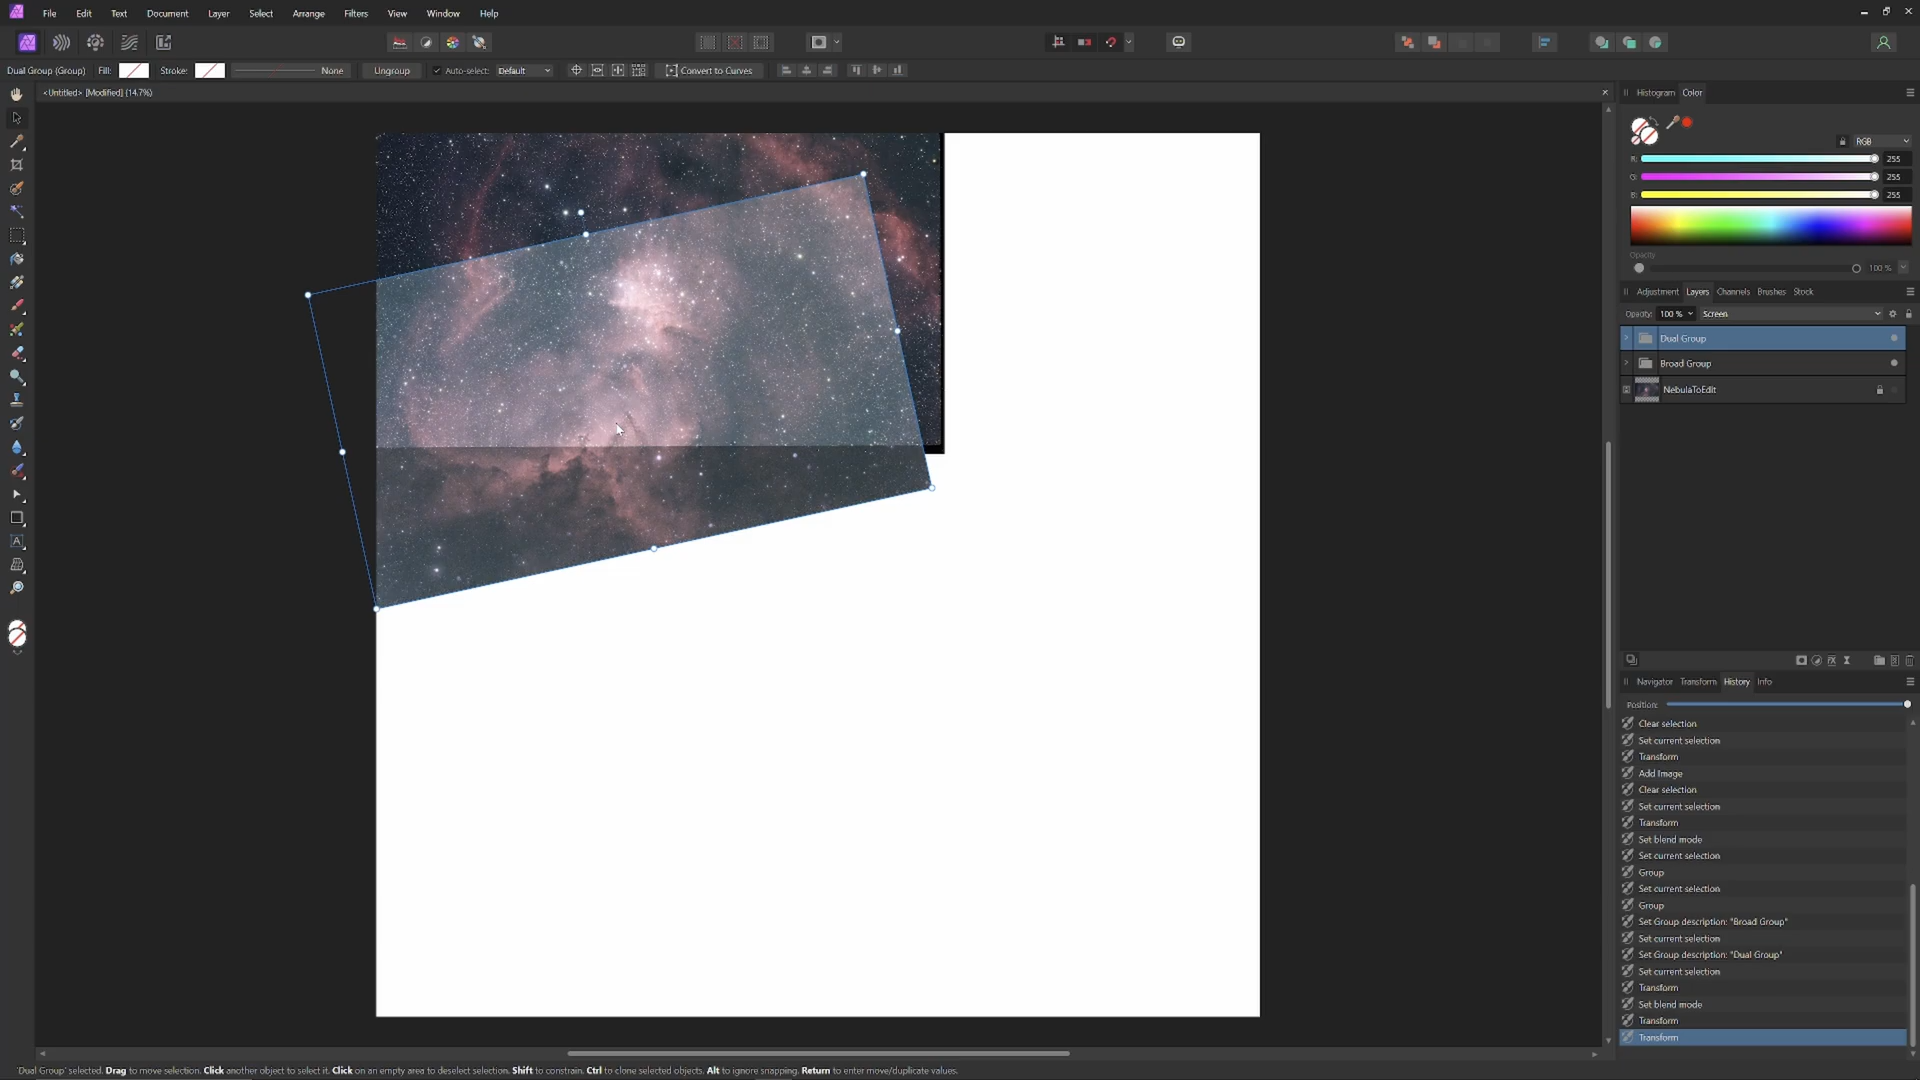 File Edit Text Document Layer Select Arrange Filters View Window Help
Dual Group (Group) Fill: Stroke: None Ungroup Auto-select: Default Convert to Curves
<Untitled> [Modified] (14.7%)
Histogram Color
RGB
R: 255
G: 255
B: 255
Opacity
100 %
Adjustment Layers Channels Brushes Stock
Opacity: 100 % Screen
Dual Group
Broad Group
NebulaToEdit
Navigator Transform History Info
Position:
Clear selection
Set current selection
Transform
Add Image
Clear selection
Set current selection
Transform
Set blend mode
Set current selection
Group
Set current selection
Group
Set Group description: "Broad Group"
Set current selection
Set Group description: "Dual Group"
Set current selection
Transform
Set blend mode
Transform
Transform
'Dual Group' selected. Drag to move selection. Click another object to select it. Click on an empty area to deselect selection. Shift to constrain. Ctrl to clone selected objects. Alt to ignore snapping. Return to enter move/duplicate values.